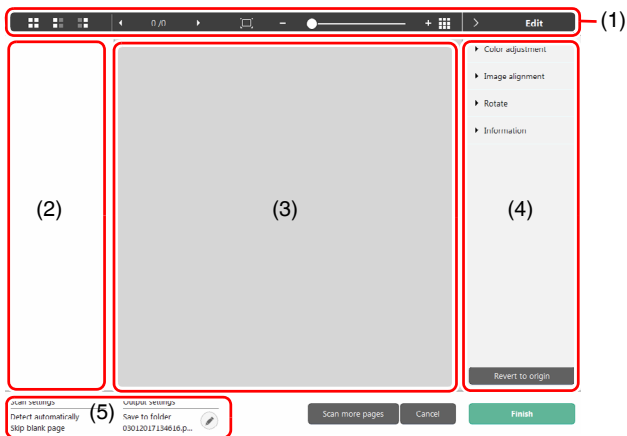 0 /0
Edit
(1)
Color adjustment
Image alignment
Rotate
Information
(2)
(3)
(4)
Revert to origin
Scan settings
Output settings
(5)
Detect automatically
Save to folder
Skip blank page
03012017134616.p...
Scan more pages
Cancel
Finish